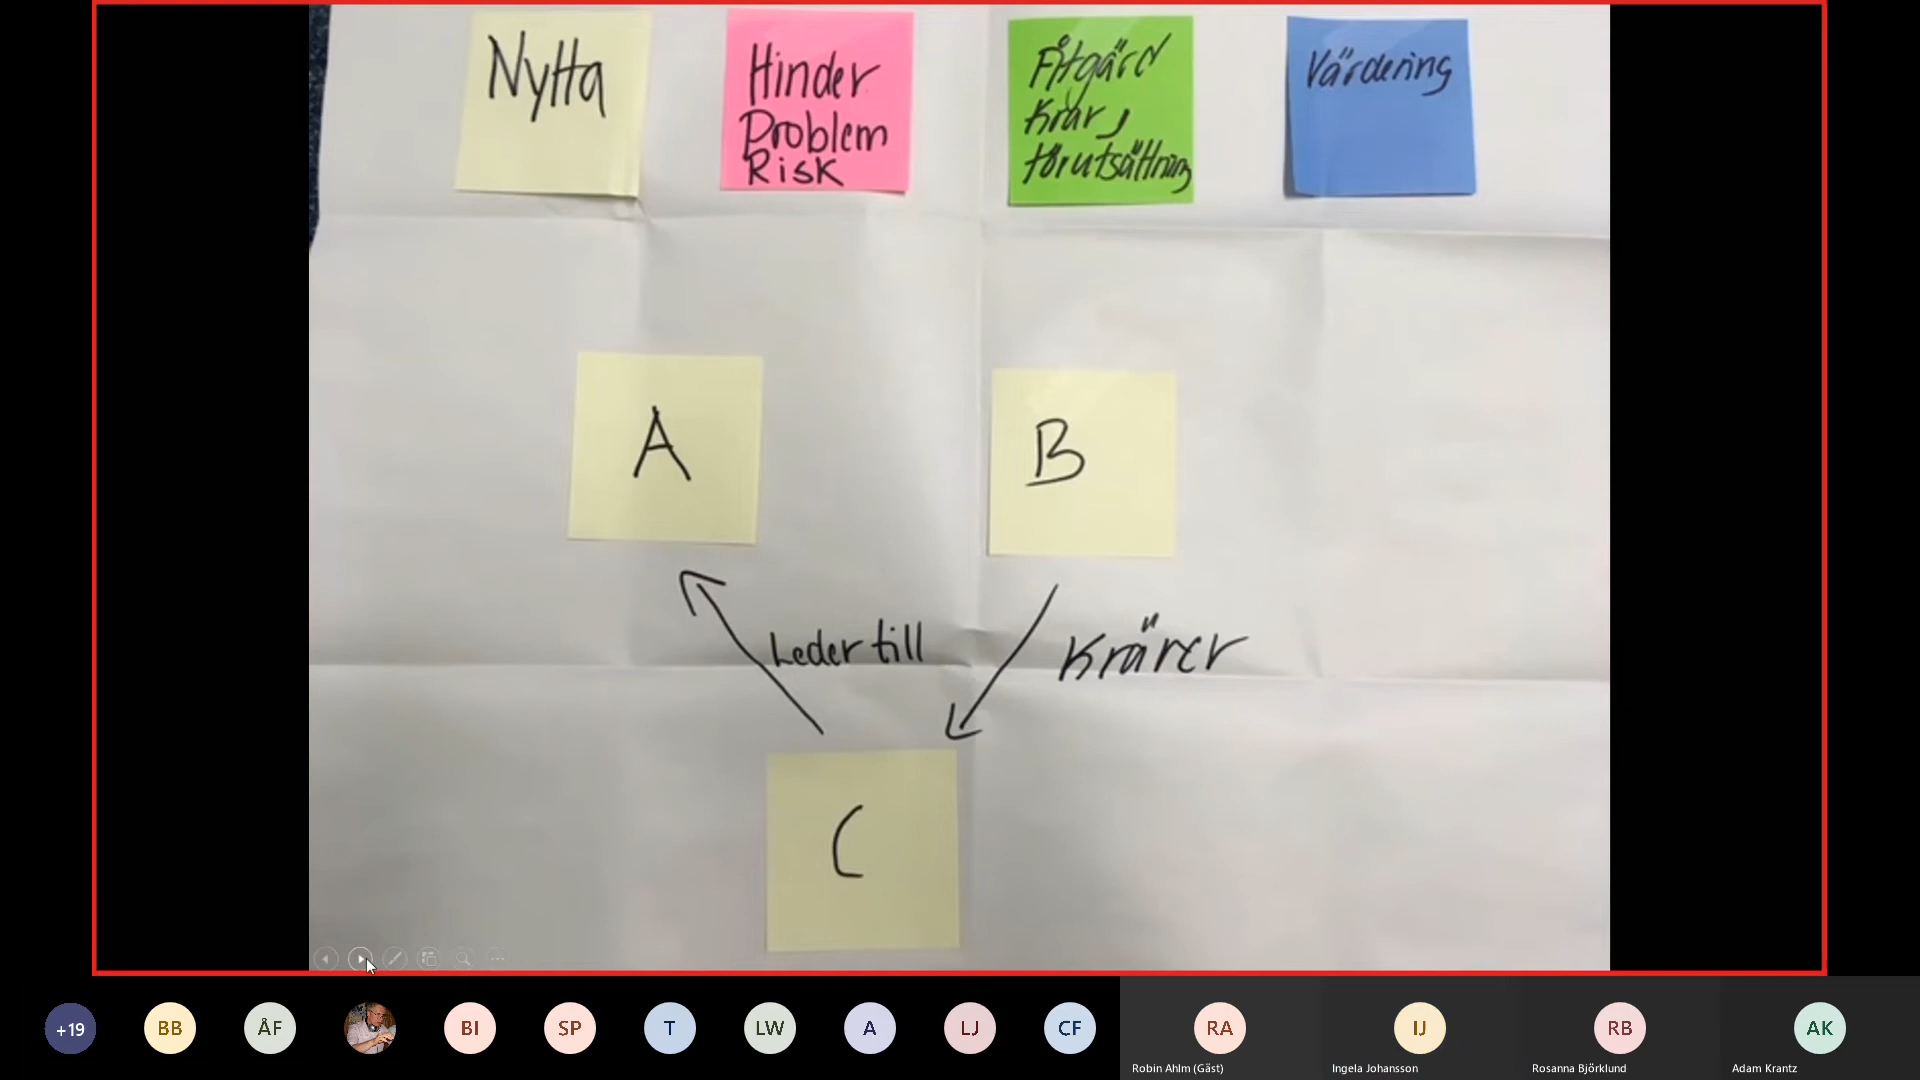 Nytta
Hinder
Problem
Risk
Åtgärd
Krav,
förutsättning
Värdering
A
B
Leder till
Kräver
C
+19
BB
ÅF
BI
SP
T
LW
A
LJ
CF
RA
IJ
RB
AK
Robin Ahlm (Gäst)
Ingela Johansson
Rosanna Björklund
Adam Krantz